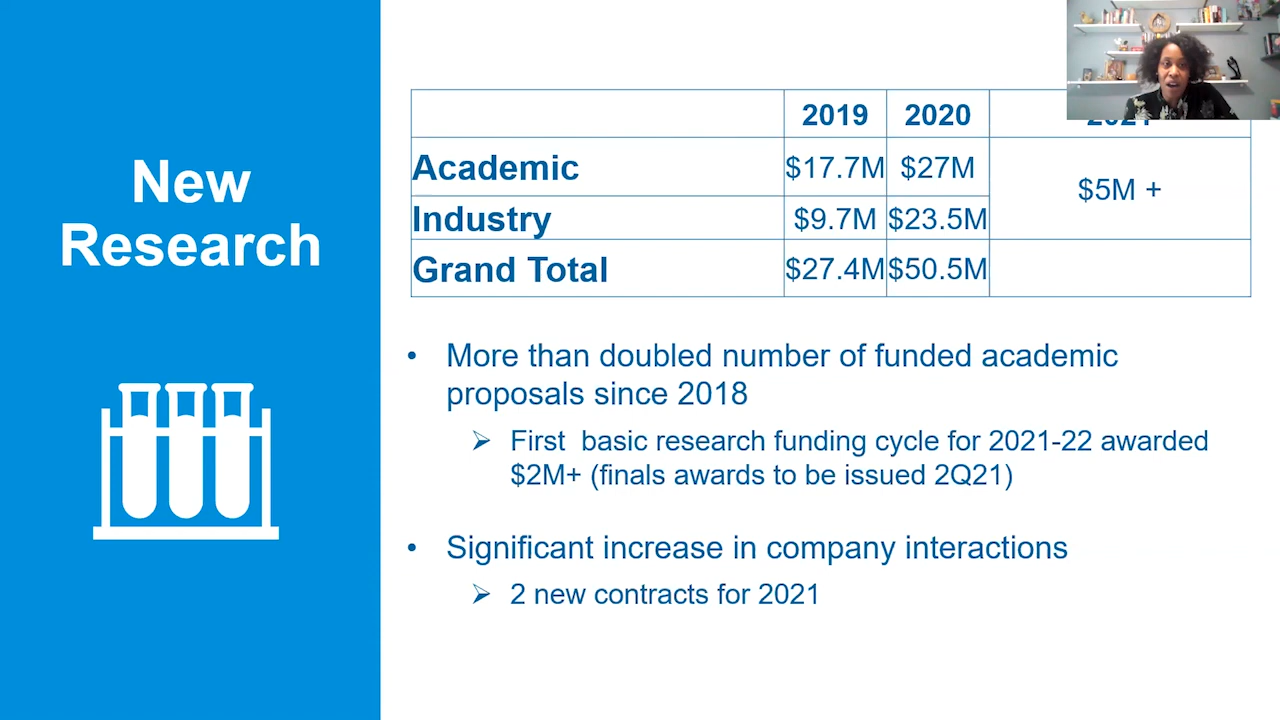 New
Research
2019 2020 2021
Academic $17.7M $27M
$5M +
Industry $9.7M $23.5M
Grand Total $27.4M $50.5M
• More than doubled number of funded academic
proposals since 2018
➢ First basic research funding cycle for 2021-22 awarded
$2M+ (finals awards to be issued 2Q21)
• Significant increase in company interactions
➢ 2 new contracts for 2021